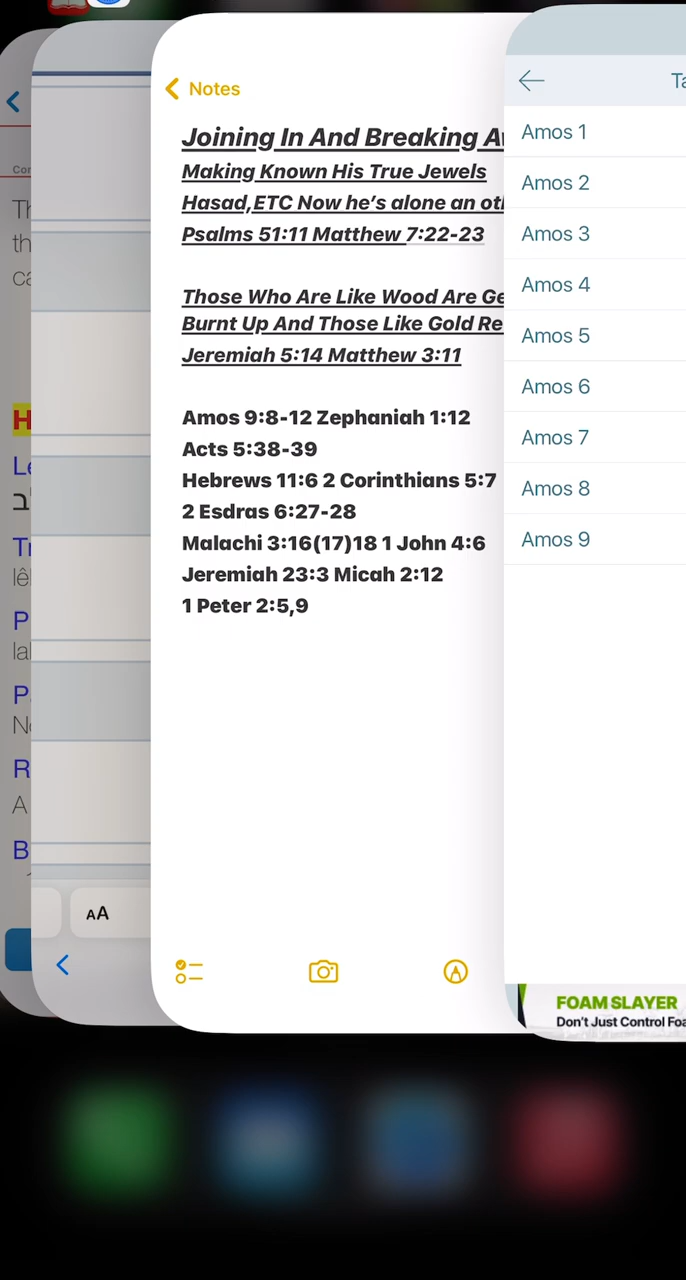 Notes
Joining In And Breaking
Making Known His True Jewels
Hasad,ETC Now he's alone an
Psalms 51:11 Matthew 7:22-23
Those Who Are Like Wood Are
Burnt Up And Those Like Gold
Jeremiah 5:14 Matthew 3:11
Amos 9:8-12 Zephaniah 1:12
Acts 5:38-39
Hebrews 11:6 2 Corinthians 5:7
2 Esdras 6:27-28
Malachi 3:16(17)18 1 John 4:6
Jeremiah 23:3 Micah 2:12
1 Peter 2:5,9
Amos 1
Amos 2
Amos 3
Amos 4
Amos 5
Amos 6
Amos 7
Amos 8
Amos 9
FOAM SLAYER
Don't Just Control
AA